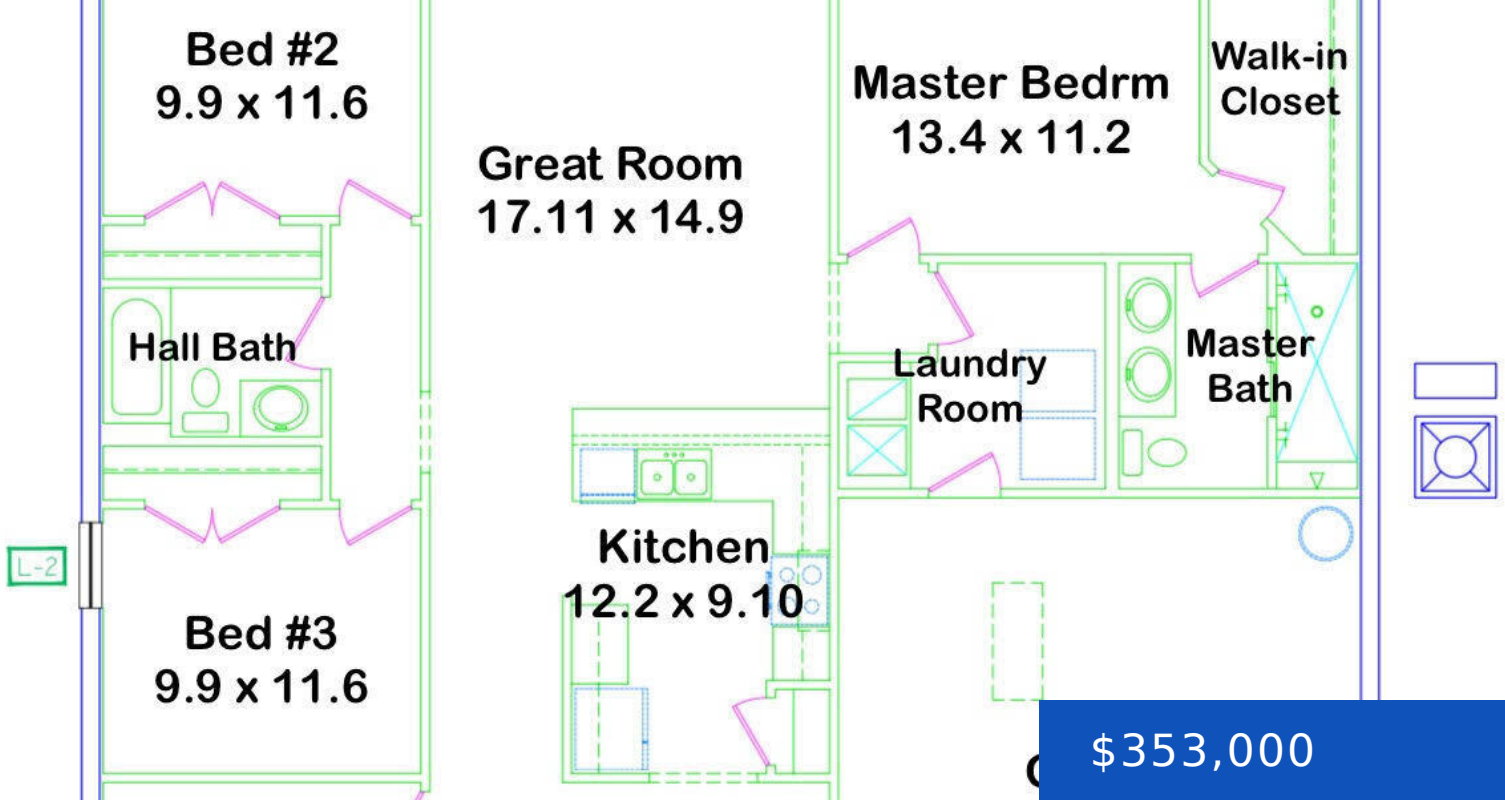 Bed #2
9.9 x 11.6
Great Room
17.11 x 14.9
Master Bedrm
13.4 x 11.2
Walk-in
Closet
Hall Bath
Laundry
Room
Master
Bath
L-2
Kitchen
12.2 x 9.10
Bed #3
9.9 x 11.6
$353,000